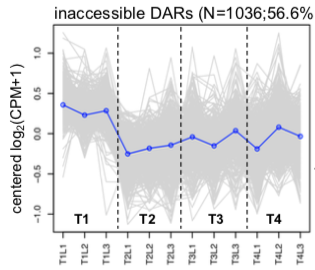 inaccessible DARs (N=1036;56.6%
centered log2(CPM+1)
1.0
0.5
0.0
−0.5
−1.0
T1 T2 T3 T4
T1L1 T1L2 T1L3 T2L1 T2L2 T2L3 T3L1 T3L2 T3L3 T4L1 T4L2 T4L3